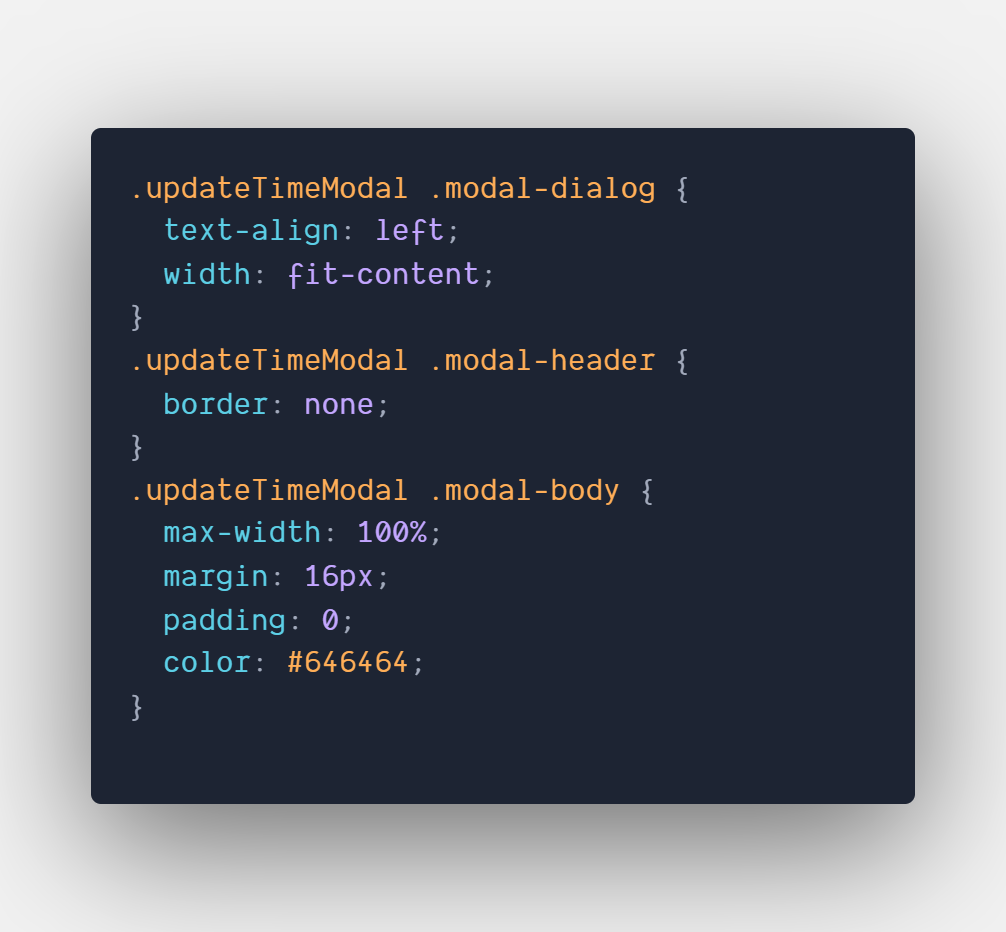 .updateTimeModal .modal-dialog {
  text-align: left;
  width: fit-content;
}
.updateTimeModal .modal-header {
  border: none;
}
.updateTimeModal .modal-body {
  max-width: 100%;
  margin: 16px;
  padding: 0;
  color: #646464;
}